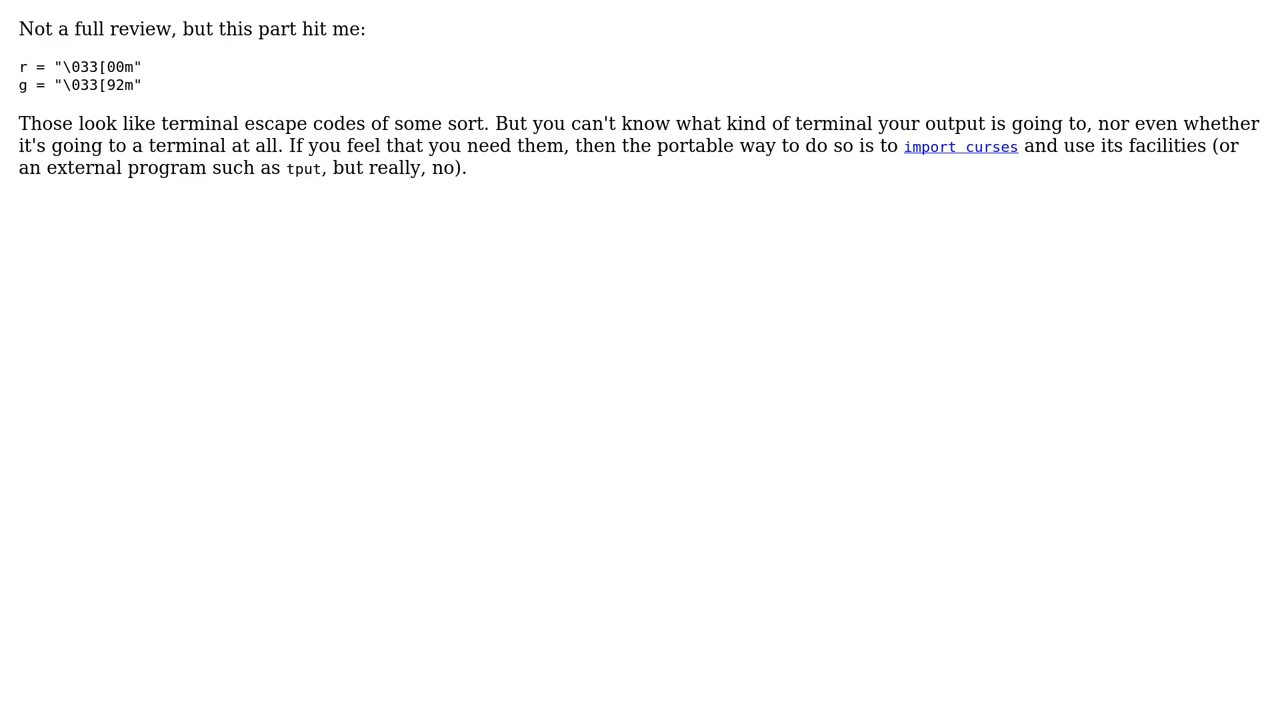 Not a full review, but this part hit me:
r = "\033[00m"
g = "\033[92m"
Those look like terminal escape codes of some sort. But you can't know what kind of terminal your output is going to, nor even whether
it's going to a terminal at all. If you feel that you need them, then the portable way to do so is to import curses and use its facilities (or
an external program such as tput, but really, no).